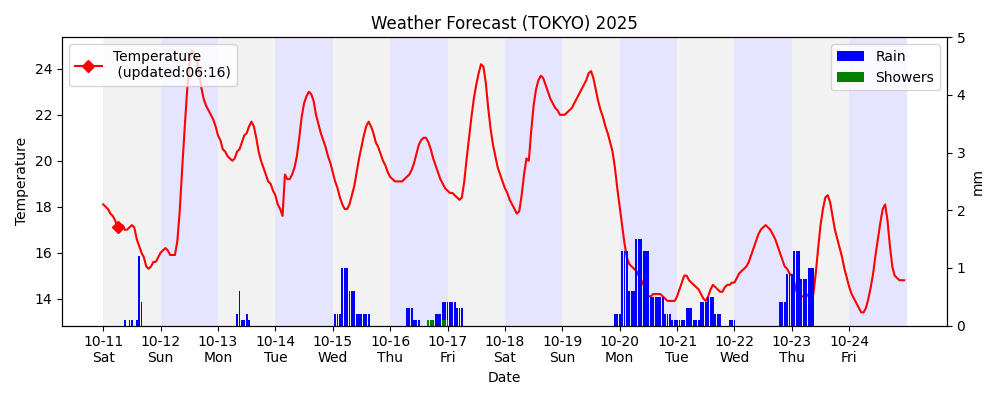 Weather Forecast (TOKYO) 2025
Temperature
(updated:06:16)
Rain
Showers
Temperature
24
22
20
18
16
14
5
4
3
2
1
0
mm
10-11 10-12 10-13 10-14 10-15 10-16 10-17 10-18 10-19 10-20 10-21 10-22 10-23 10-24
Sat Sun Mon Tue Wed Thu Fri Sat Sun Mon Tue Wed Thu Fri
Date